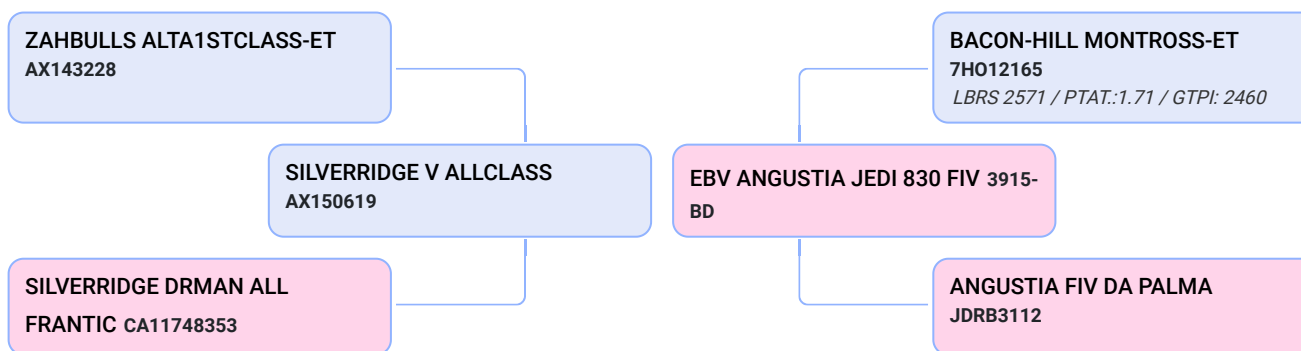 ZAHBULLS ALTA1STCLASS-ET
AX143228
BACON-HILL MONTROSS-ET
7HO12165
LBRS 2571 / PTAT.:1.71 / GTPI: 2460
SILVERRIDGE V ALLCLASS
AX150619
EBV ANGUSTIA JEDI 830 FIV 3915-
BD
SILVERRIDGE DRMAN ALL
FRANTIC CA11748353
ANGUSTIA FIV DA PALMA
JDRB3112